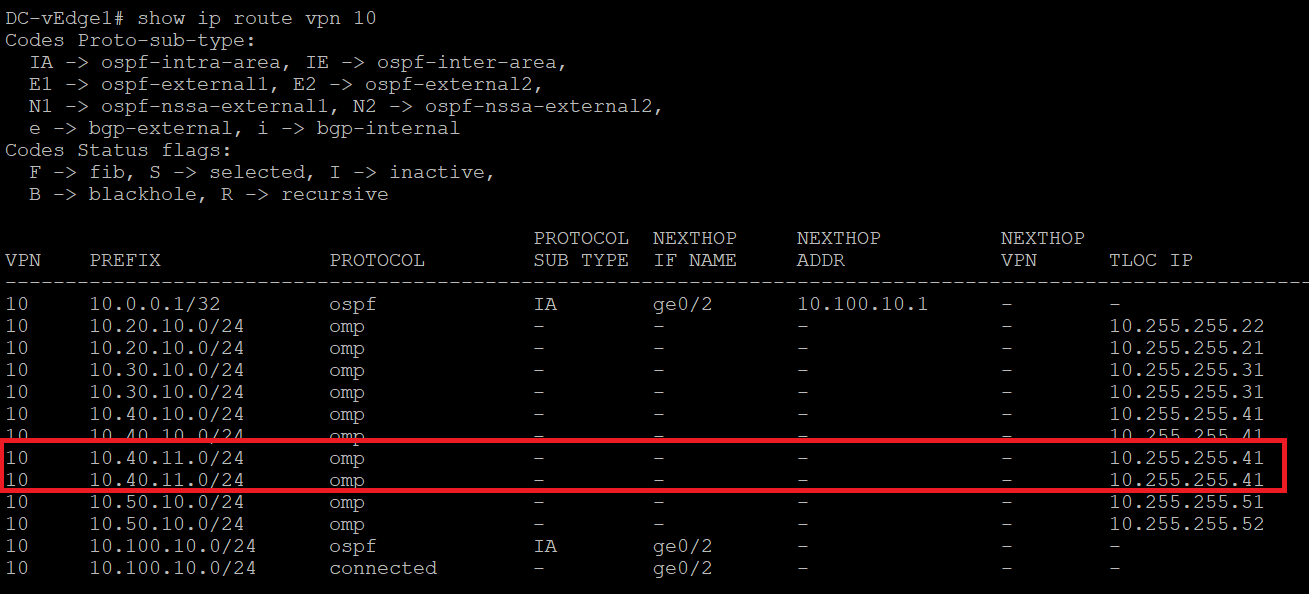 DC-vEdge1# show ip route vpn 10
Codes Proto-sub-type:
  IA -> ospf-intra-area, IE -> ospf-inter-area,
  E1 -> ospf-external1, E2 -> ospf-external2,
  N1 -> ospf-nssa-external1, N2 -> ospf-nssa-external2,
  e -> bgp-external, i -> bgp-internal
Codes Status flags:
  F -> fib, S -> selected, I -> inactive,
  B -> blackhole, R -> recursive
PROTOCOL NEXTHOP NEXTHOP NEXTHOP
VPN PREFIX PROTOCOL SUB TYPE IF NAME ADDR VPN TLOC IP
---------------------------------------------------------------------------------------------------------------
10 10.0.0.1/32 ospf IA ge0/2 10.100.10.1 - -
10 10.20.10.0/24 omp - - - - 10.255.255.22
10 10.20.10.0/24 omp - - - - 10.255.255.21
10 10.30.10.0/24 omp - - - - 10.255.255.31
10 10.30.10.0/24 omp - - - - 10.255.255.31
10 10.40.10.0/24 omp - - - - 10.255.255.41
10 10.40.10.0/24 omp - - - - 10.255.255.41
10 10.40.11.0/24 omp - - - - 10.255.255.41
10 10.40.11.0/24 omp - - - - 10.255.255.41
10 10.50.10.0/24 omp - - - - 10.255.255.51
10 10.50.10.0/24 omp - - - - 10.255.255.52
10 10.100.10.0/24 ospf IA ge0/2 - - -
10 10.100.10.0/24 connected - ge0/2 - - -